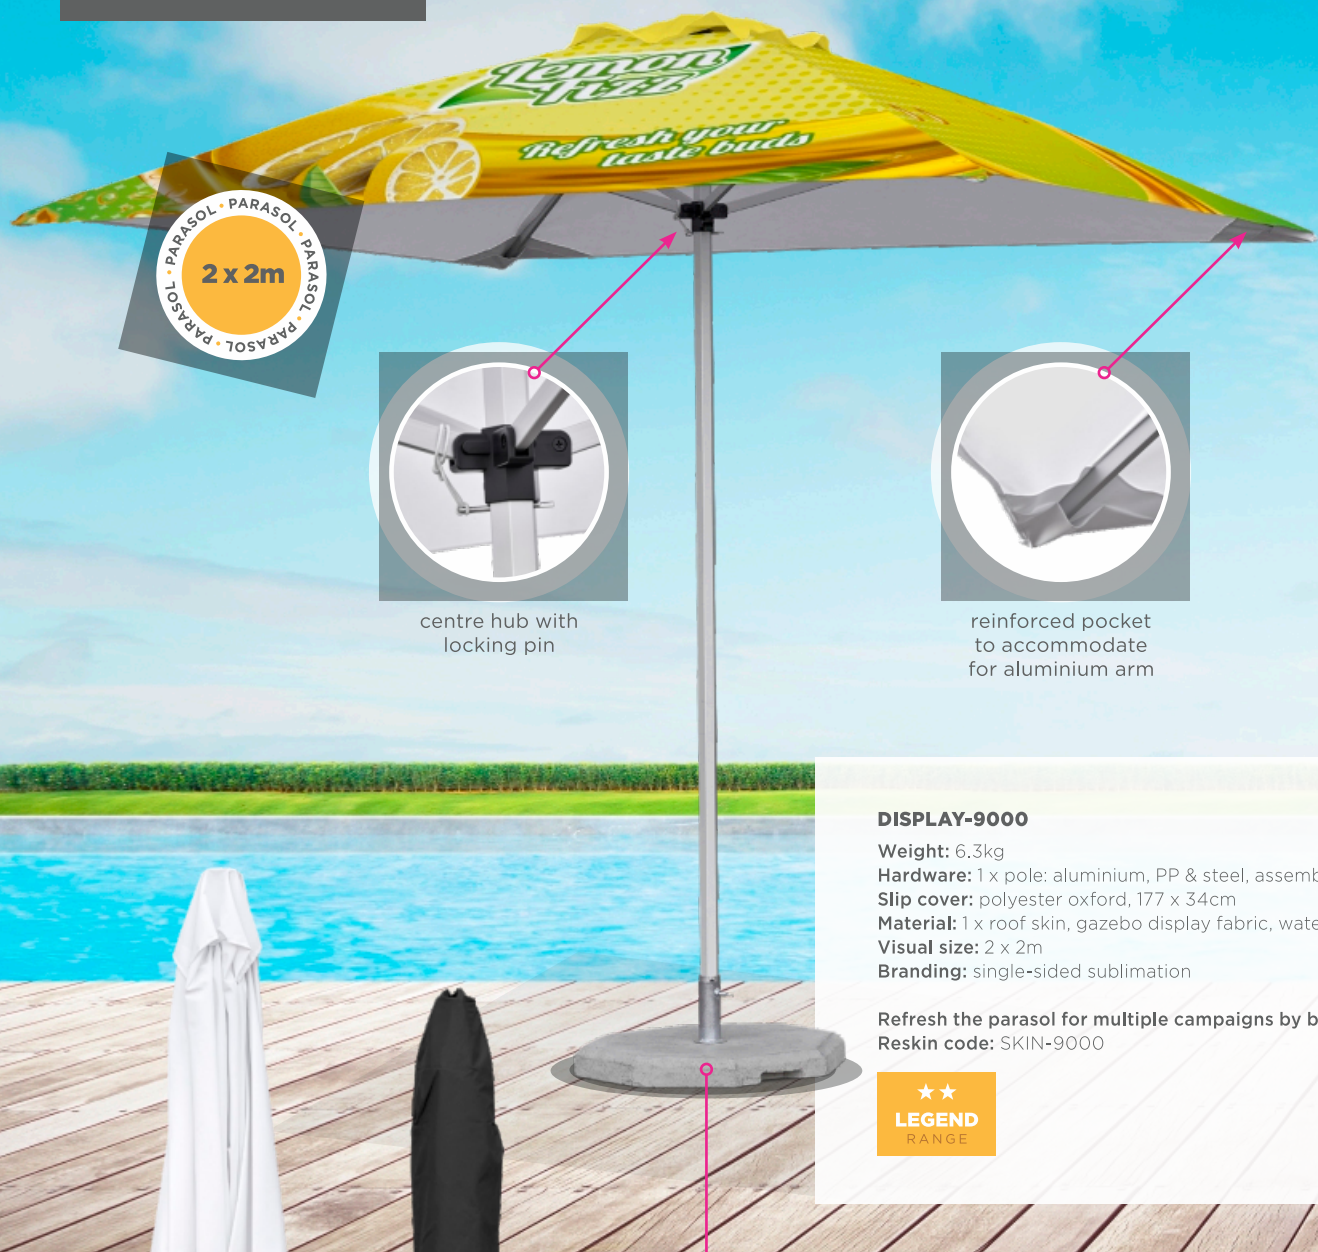 Lemon
Fizz
Refresh your
taste buds
PARASOL • PARASOL • PARASOL • PARASOL • PARASOL • PARASOL •
2 x 2m
centre hub with
locking pin
reinforced pocket
to accommodate
for aluminium arm
DISPLAY-9000
Weight: 6.3kg
Hardware: 1 x pole: aluminium, PP & steel,
Slip cover: polyester oxford, 177 x 34cm
Material: 1 x roof skin, gazebo display fabric,
Visual size: 2 x 2m
Branding: single-sided sublimation
Refresh the parasol for multiple campaigns by
Reskin code: SKIN-9000
LEGEND
RANGE